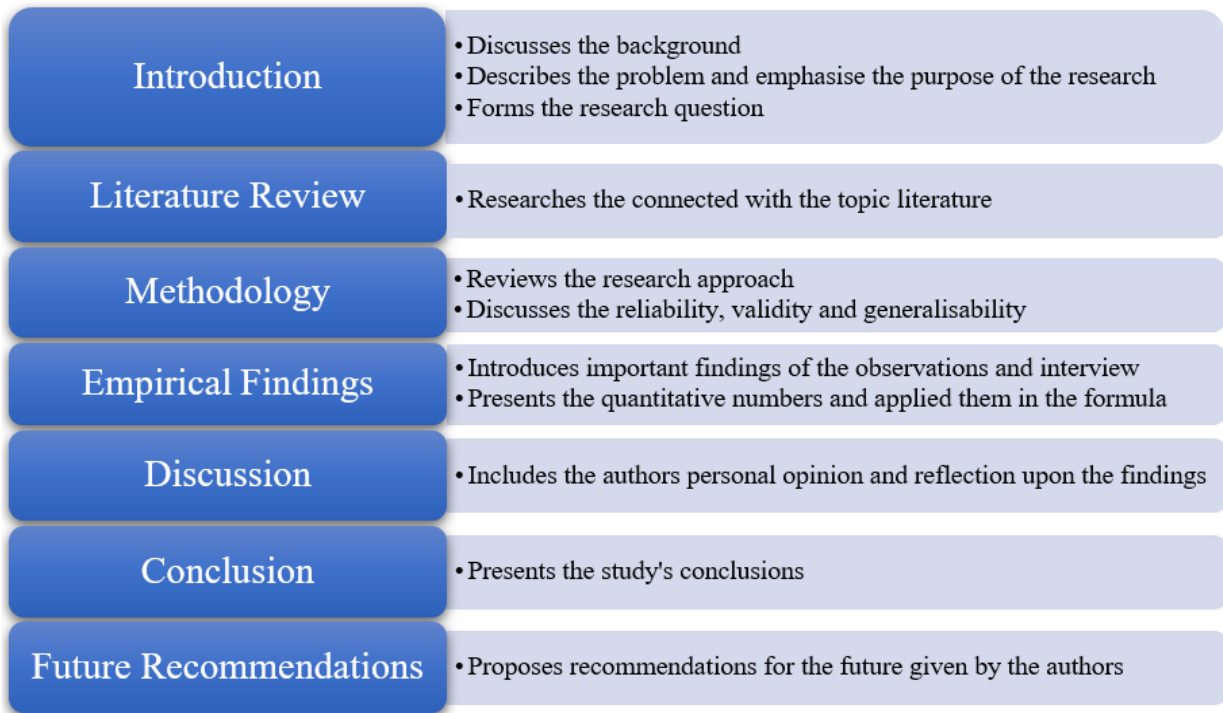 Introduction
• Discusses the background
• Describes the problem and emphasise the purpose of the research
• Forms the research question
Literature Review
• Researches the connected with the topic literature
Methodology
• Reviews the research approach
• Discusses the reliability, validity and generalisability
Empirical Findings
• Introduces important findings of the observations and interview
• Presents the quantitative numbers and applied them in the formula
Discussion
• Includes the authors personal opinion and reflection upon the findings
Conclusion
• Presents the study's conclusions
Future Recommendations
• Proposes recommendations for the future given by the authors